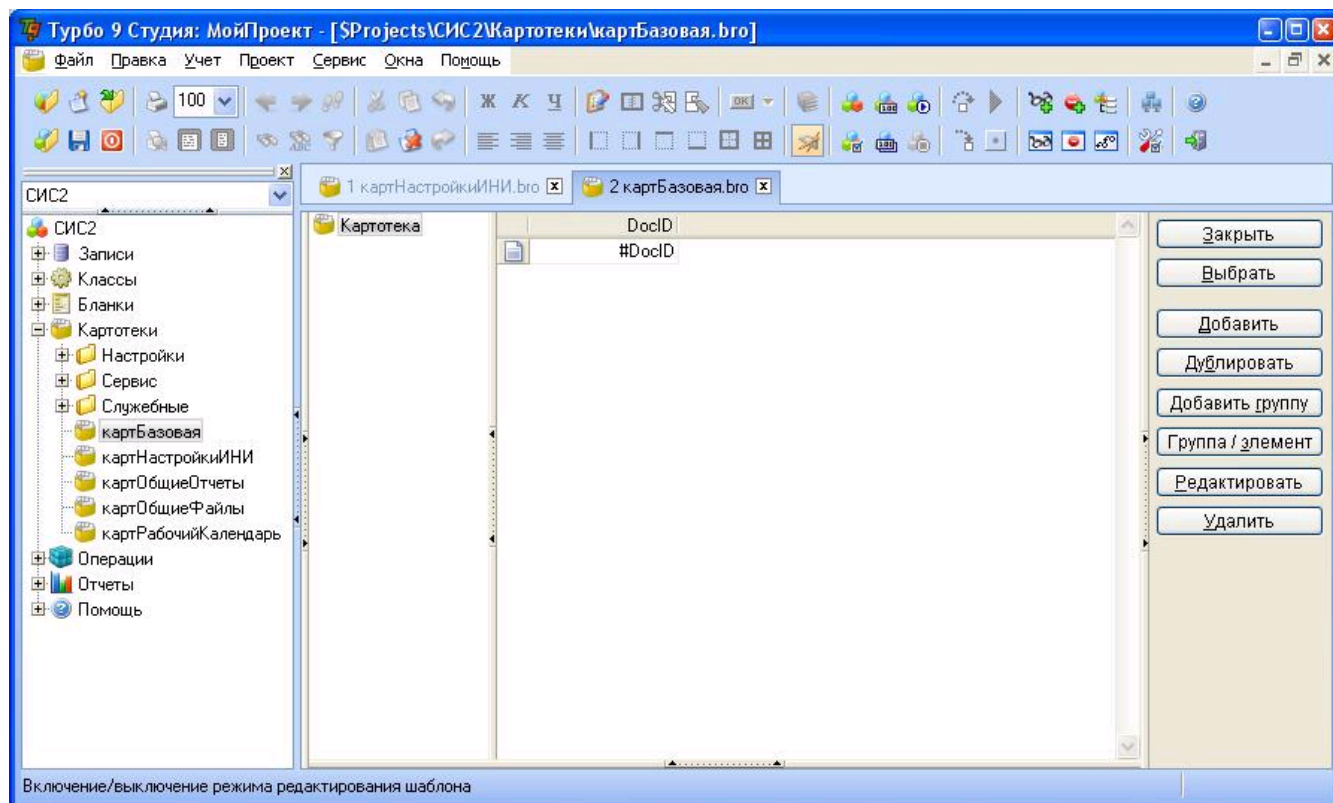 Турбо 9 Студия: МойПроект - [$Projects\СИС2\Картотеки\картБазовая.bro]
Файл Правка Учет Проект Сервис Окна Помощь
100
Ж К Ч
OK
СИС2
1 картНастройкиИНИ.bro
2 картБазовая.bro
СИС2
Записи
Классы
Бланки
Картотеки
Настройки
Сервис
Служебные
картБазовая
картНастройкиИНИ
картОбщиеОтчеты
картОбщиеФайлы
картРабочийКалендарь
Операции
Отчеты
Помощь
Картотека
DocID
#DocID
Закрыть
Выбрать
Добавить
Дублировать
Добавить группу
Группа / элемент
Редактировать
Удалить
Включение/выключение режима редактирования шаблона